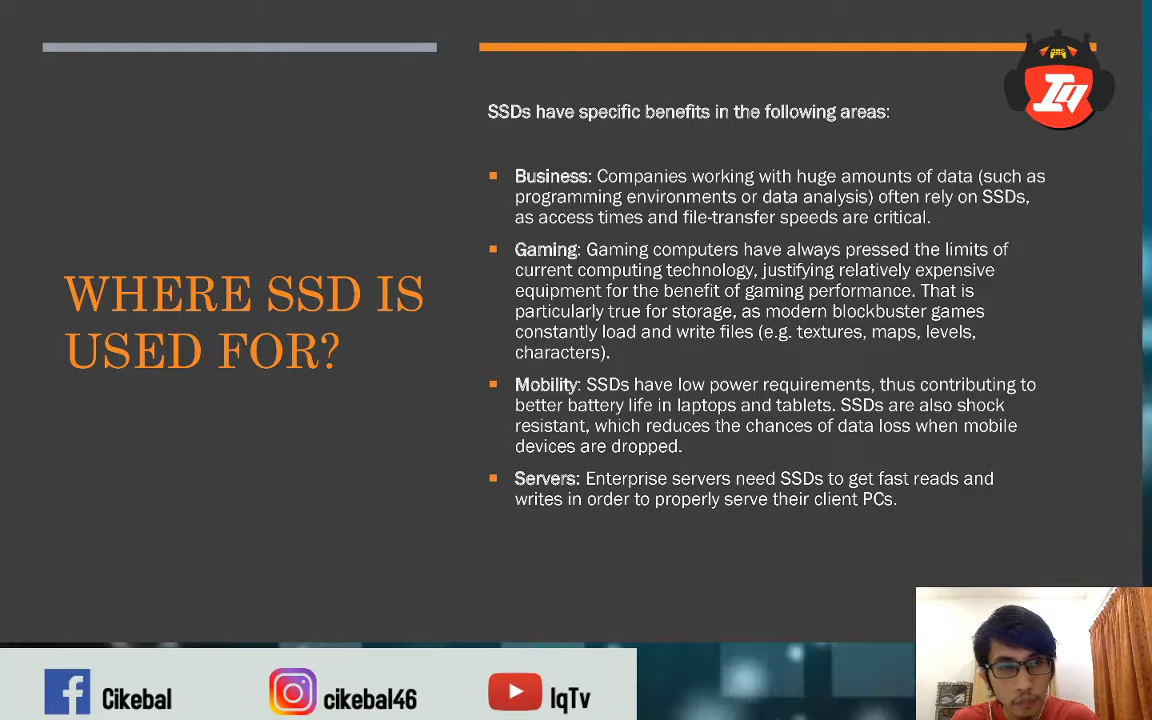 WHERE SSD IS
USED FOR?
Iq
SSDs have specific benefits in the following areas:
Business: Companies working with huge amounts of data (such as
programming environments or data analysis) often rely on SSDs,
as access times and file-transfer speeds are critical.
Gaming: Gaming computers have always pressed the limits of
current computing technology, justifying relatively expensive
equipment for the benefit of gaming performance. That is
particularly true for storage, as modern blockbuster games
constantly load and write files (e.g. textures, maps, levels,
characters).
Mobility: SSDs have low power requirements, thus contributing to
better battery life in laptops and tablets. SSDs are also shock
resistant, which reduces the chances of data loss when mobile
devices are dropped.
Servers: Enterprise servers need SSDs to get fast reads and
writes in order to properly serve their client PCs.
Cikebal
cikebal46
IqTv